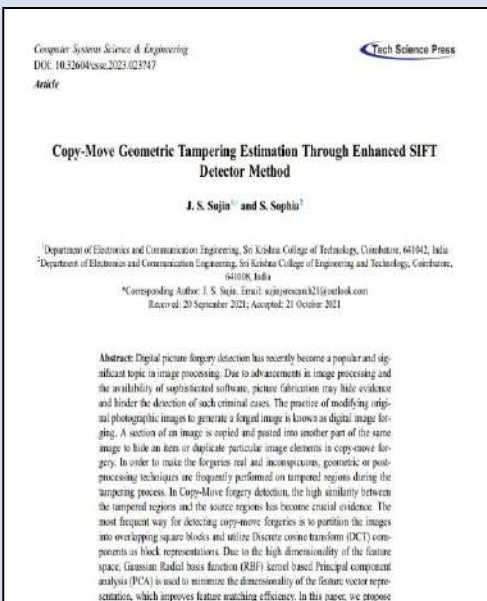 Computer Systems Science & Engineering
DOI: 10.32604/csse.2023.023747
Tech Science Press
Article
Copy-Move Geometric Tampering Estimation Through Enhanced SIFT
Detector Method
J. S. Sujin and S. Sophia
Department of Electronics and Communication Engineering, Sri Krishna College of Technology, Coimbatore, 641042, India
Department of Electronics and Communication Engineering, Sri Krishna College of Engineering and Technology, Coimbatore,
641008, India
*Corresponding Author: J. S. Sujin. Email:
Received: 20 September 2021; Accepted: 21 October 2021
Abstract: Digital picture forgery detection has recently become a popular and sig-
nificant topic in image processing. Due to advancements in image processing and
the availability of sophisticated software, picture fabrication may hide evidence
and hinder the detection of such criminal cases. The practice of modifying origi-
nal photographic images to generate a forged image is known as digital image for-
ging. A section of an image is copied and pasted into another part of the same
image to hide an item or duplicate particular image elements in copy-move for-
gery. In order to make the forgeries real and inconspicuous, geometric or post-
processing techniques are frequently performed on tampered regions during the
tampering process. In Copy-Move forgery detection, the high similarity between
the tampered regions and the source regions has become crucial evidence. The
most frequent way for detecting copy-move forgeries is to partition the images
into overlapping square blocks and utilize Discrete cosine transform (DCT) com-
ponents as block representations. Due to the high dimensionality of the feature
space, Gaussian Radial basis function (RBF) kernel based Principal component
analysis (PCA) is used to minimize the dimensionality of the feature vector repre-
sentation, which improves feature matching efficiency. In this paper, we propose